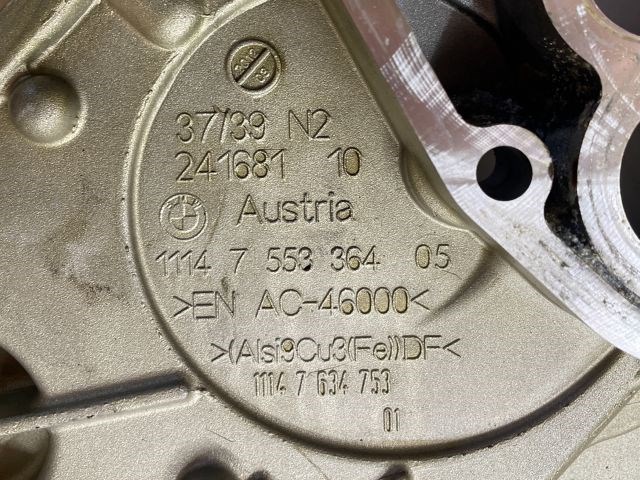 37/39 N2
241681 10
Austria
1114 7 553 364 05
>EN AC-46000<
>(Alsi9Cu3(Fe))DF<
1114 7 634 753
01